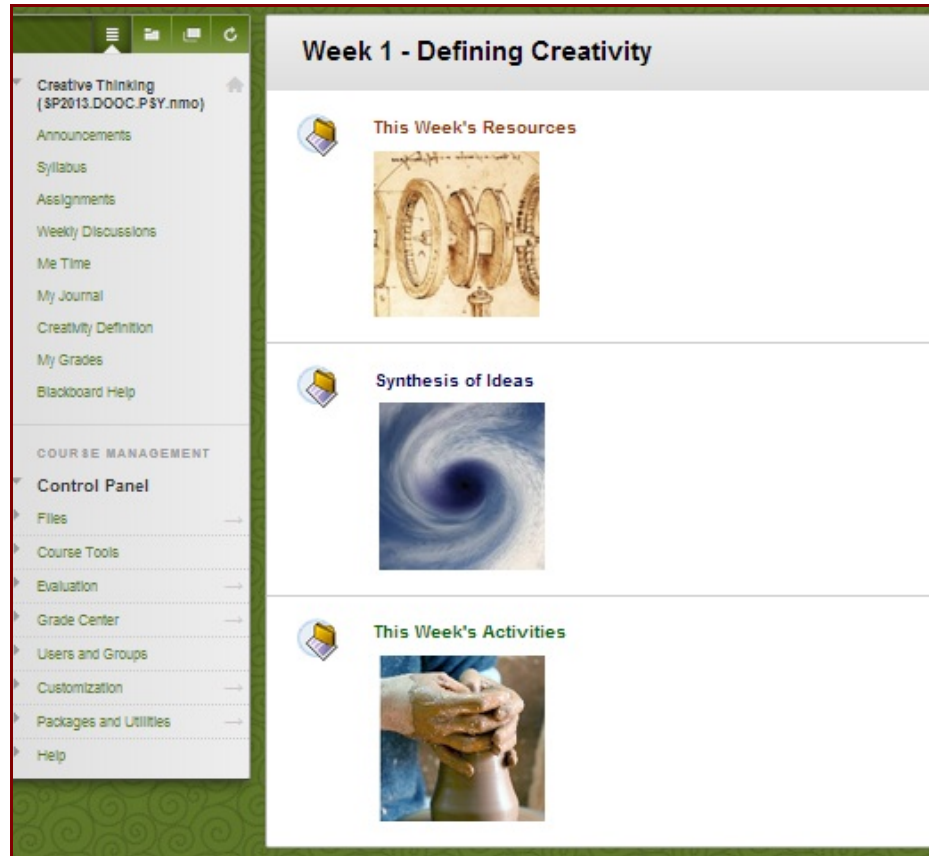 Creative Thinking
(SP2013.DOOC.PSY.nmo)
Announcements
Syllabus
Assignments
Weekly Discussions
Me Time
My Journal
Creativity Definition
My Grades
Blackboard Help
COURSE MANAGEMENT
Control Panel
Files
Course Tools
Evaluation
Grade Center
Users and Groups
Customization
Packages and Utilities
Help
Week 1 - Defining Creativity
This Week's Resources
Synthesis of Ideas
This Week's Activities